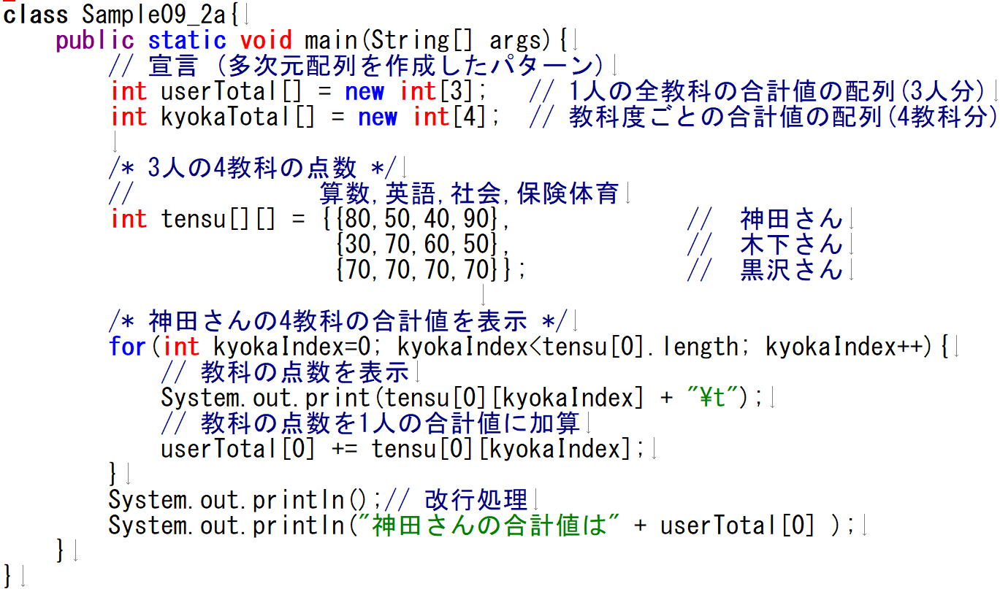 class Sample09_2a{
public static void main(String[] args){
// 宣言 (多次元配列を作成したパターン)
int userTotal[] = new int[3];   // 1人の全教科の合計値の配列(3人分)
int kyokaTotal[] = new int[4];  // 教科度ごとの合計値の配列(4教科分)
/* 3人の4教科の点数 */
//              算数,英語,社会,保険体育
int tensu[][] = {{80,50,40,90},              //  神田さん
{30,70,60,50},              //  木下さん
{70,70,70,70}};            //  黒沢さん
/* 神田さんの4教科の合計値を表示 */
for(int kyokaIndex=0; kyokaIndex<tensu[0].length; kyokaIndex++){
// 教科の点数を表示
System.out.print(tensu[0][kyokaIndex] + "¥t");
// 教科の点数を1人の合計値に加算
userTotal[0] += tensu[0][kyokaIndex];
}
System.out.println();// 改行処理
System.out.println("神田さんの合計値は" + userTotal[0] );
}
}